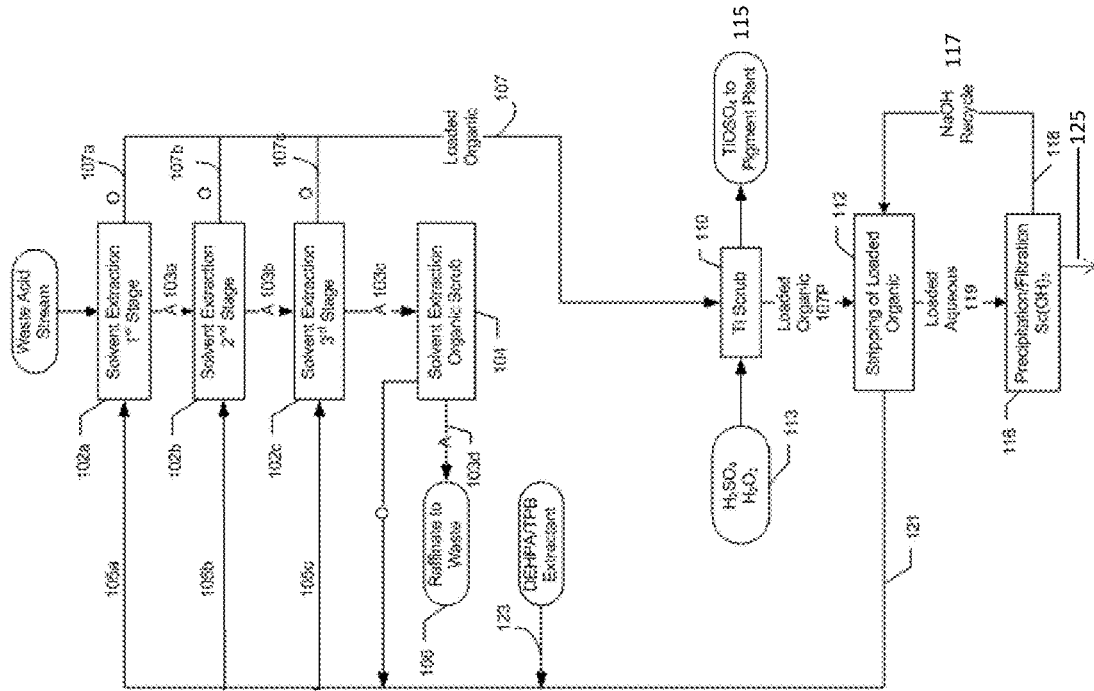 Waste Acid
Stream
Solvent Extraction
1st Stage
102a
105a
107a
O
A 103a
Solvent Extraction
2nd Stage
102b
105b
107b
O
A 103b
Solvent Extraction
3rd Stage
102c
105c
107c
O
A 103c
Solvent Extraction
Organic Scrub
104
O
A
103d
Raffinate to
Waste
106
Loaded
Organic
107
DEHPA/TPB
Extractant
123
H2SO4
H2O2
113
Ti Scrub
110
TiOSO4 to
Pigment Plant
115
Loaded
Organic
107P
Stripping of Loaded
Organic
112
121
NaOH
Recycle
117
Loaded
Aqueous
119
Precipitation/Filtration
Sc(OH)3
116
118
125